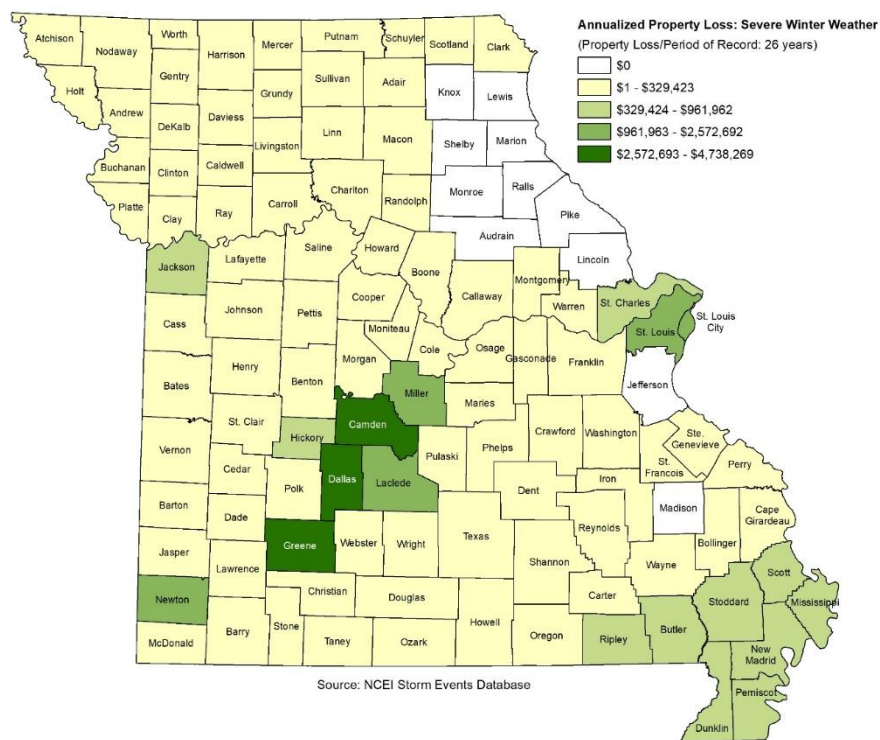 Annualized Property Loss: Severe Winter Weather
(Property Loss/Period of Record: 26 years)
$0
$1 - $329,423
$329,424 - $961,962
$961,963 - $2,572,692
$2,572,693 - $4,738,269
Atchison
Nodaway
Worth
Harrison
Mercer
Putnam
Schuyler
Scotland
Clark
Gentry
Sullivan
Adair
Knox
Lewis
Holt
Andrew
DeKalb
Daviess
Grundy
Linn
Macon
Shelby
Marion
Buchanan
Clinton
Caldwell
Livingston
Chariton
Randolph
Monroe
Ralls
Pike
Platte
Clay
Ray
Carroll
Audrain
Lincoln
Jackson
Lafayette
Saline
Howard
Boone
Callaway
Montgomery
Warren
St. Charles
St. Louis
St. Louis
City
Cass
Johnson
Pettis
Cooper
Moniteau
Cole
Osage
Gasconade
Franklin
Jefferson
Bates
Henry
Benton
Morgan
Miller
Maries
St. Clair
Hickory
Camden
Pulaski
Phelps
Crawford
Washington
Ste.
Genevieve
St.
Francois
Perry
Vernon
Cedar
Polk
Dallas
Laclede
Dent
Iron
Madison
Cape
Girardeau
Barton
Dade
Greene
Webster
Wright
Texas
Reynolds
Bollinger
Jasper
Lawrence
Shannon
Wayne
Scott
Newton
Christian
Douglas
Carter
Stoddard
Mississippi
McDonald
Barry
Stone
Taney
Ozark
Howell
Oregon
Ripley
Butler
New
Madrid
Pemiscot
Dunklin
Source: NCEI Storm Events Database